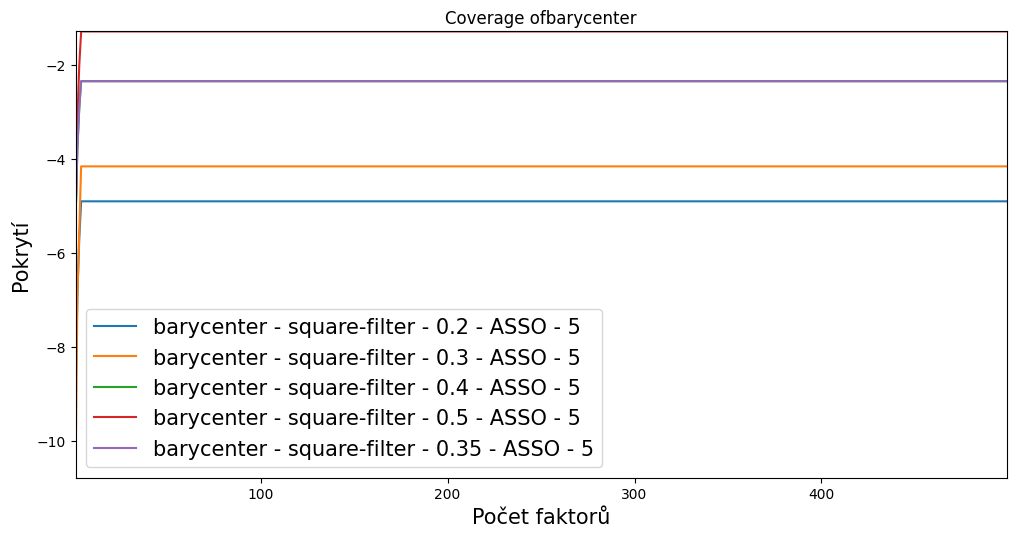 Coverage ofbarycenter
Pokrytí
−2
−4
−6
−8
−10
barycenter - square-filter - 0.2 - ASSO - 5
barycenter - square-filter - 0.3 - ASSO - 5
barycenter - square-filter - 0.4 - ASSO - 5
barycenter - square-filter - 0.5 - ASSO - 5
barycenter - square-filter - 0.35 - ASSO - 5
100 200 300 400
Počet faktorů